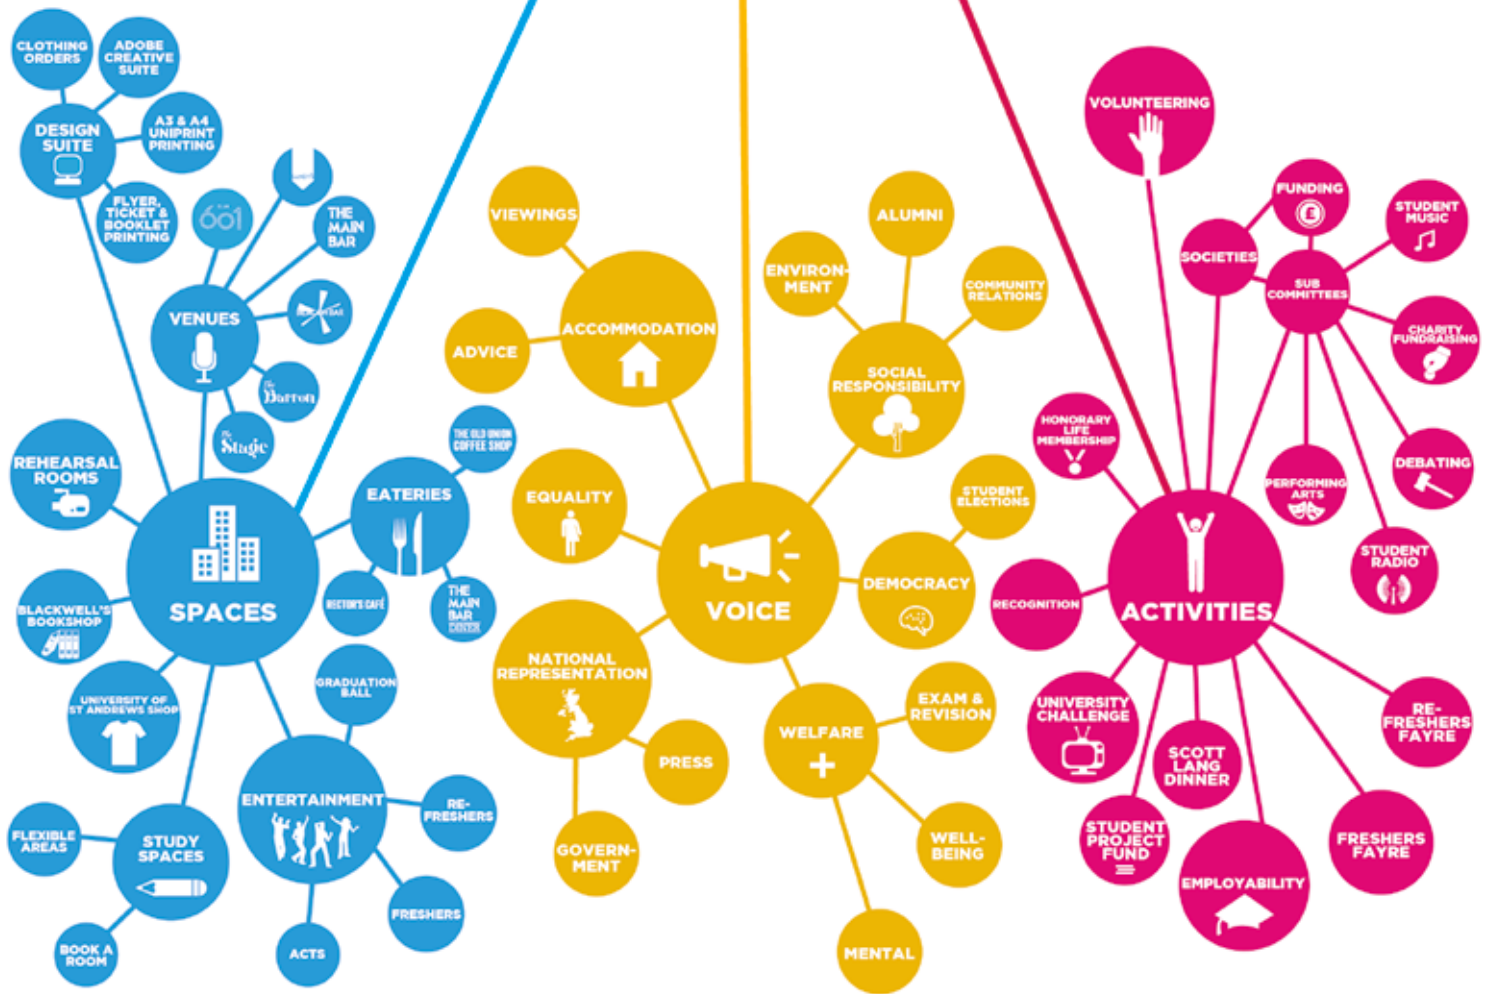 CLOTHING
ORDERS
ADOBE
CREATIVE
SUITE
DESIGN
SUITE
A3 & A4
UNIPRINT
PRINTING
FLYER,
TICKET &
BOOKLET
PRINTING
601
THE
MAIN
BAR
VENUES
BAR
The
Barron
The
Stage
REHEARSAL
ROOMS
EATERIES
THE OLD UNION
COFFEE SHOP
RECTOR'S CAFÉ
THE
MAIN
BAR
SPACES
BLACKWELL'S
BOOKSHOP
UNIVERSITY OF
ST ANDREWS SHOP
GRADUATION
BALL
ENTERTAINMENT
RE-
FRESHERS
FRESHERS
ACTS
STUDY
SPACES
FLEXIBLE
AREAS
BOOK A
ROOM
VIEWINGS
ACCOMMODATION
ADVICE
ALUMNI
ENVIRON-
MENT
COMMUNITY
RELATIONS
SOCIAL
RESPONSIBILITY
EQUALITY
STUDENT
ELECTIONS
DEMOCRACY
VOICE
NATIONAL
REPRESENTATION
PRESS
GOVERN-
MENT
WELFARE
+
EXAM &
REVISION
WELL-
BEING
MENTAL
VOLUNTEERING
FUNDING
£
SOCIETIES
SUB
COMMITTEES
STUDENT
MUSIC
CHARITY
FUNDRAISING
DEBATING
PERFORMING
ARTS
STUDENT
RADIO
HONORARY
LIFE
MEMBERSHIP
RECOGNITION
ACTIVITIES
UNIVERSITY
CHALLENGE
STUDENT
PROJECT
FUND
SCOTT
LANG
DINNER
EMPLOYABILITY
RE-
FRESHERS
FAYRE
FRESHERS
FAYRE